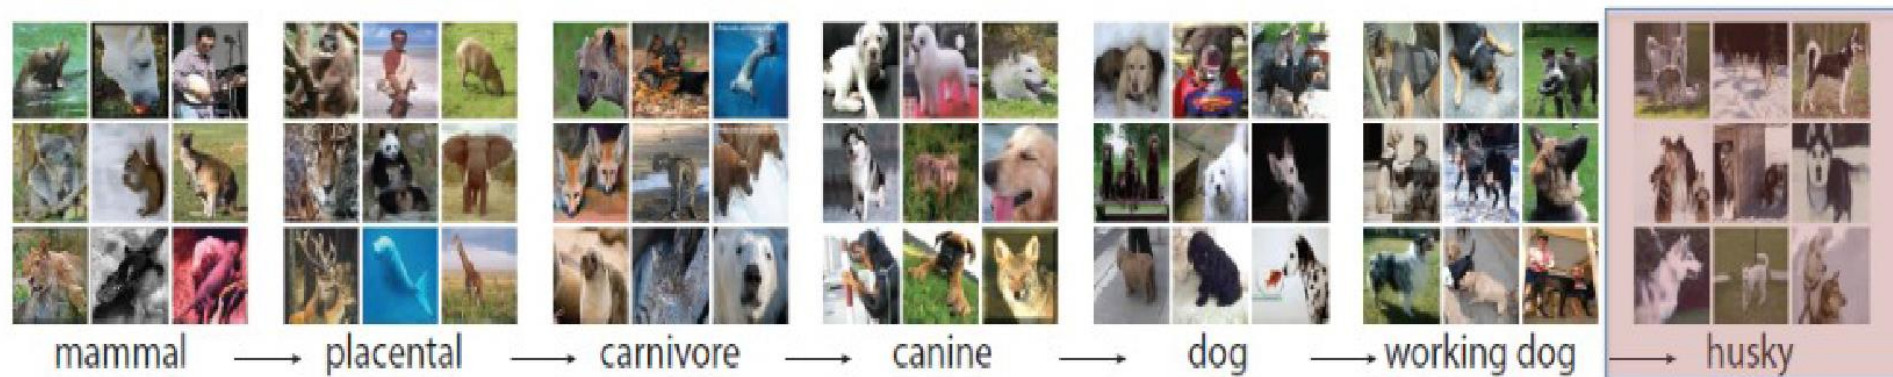 mammal → placental → carnivore → canine → dog → working dog → husky